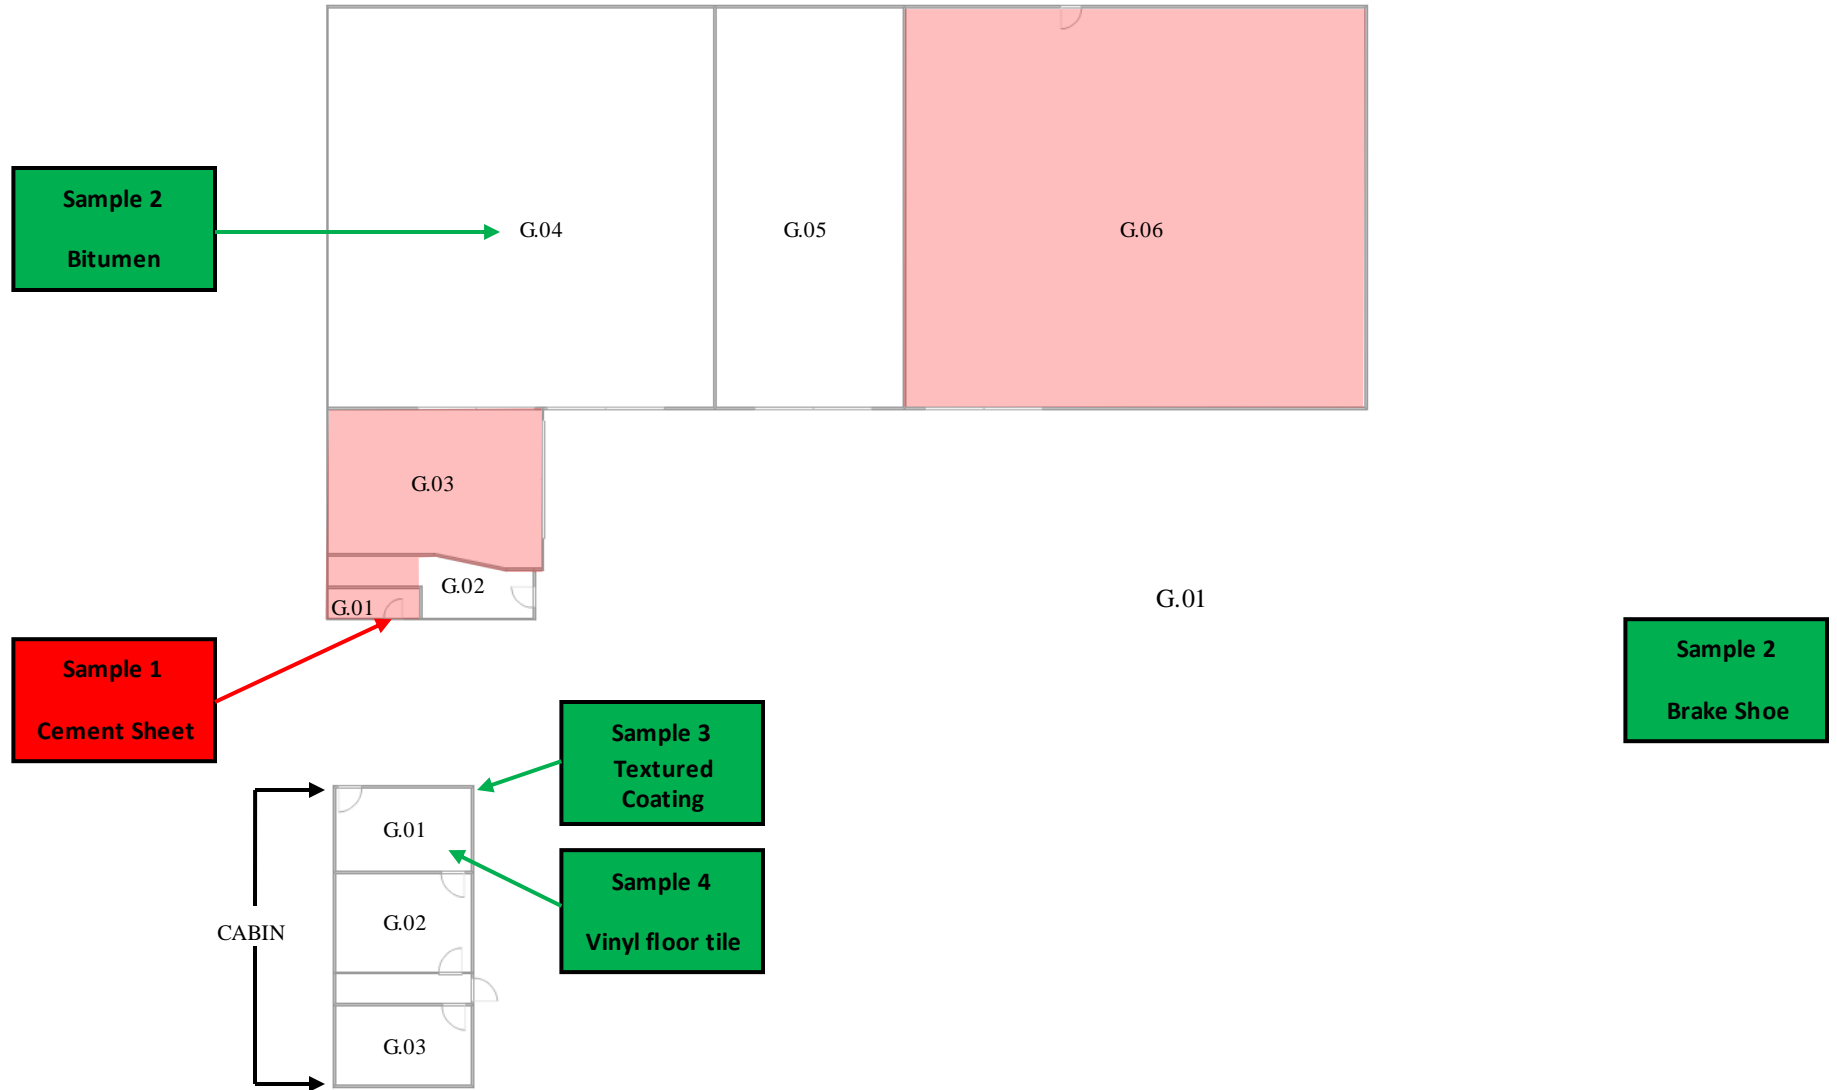 Sample 2
Bitumen
G.04
G.05
G.06
G.03
G.02
G.01
G.01
Sample 1
Cement Sheet
Sample 2
Brake Shoe
Sample 3
Textured
Coating
Sample 4
Vinyl floor tile
CABIN
G.01
G.02
G.03